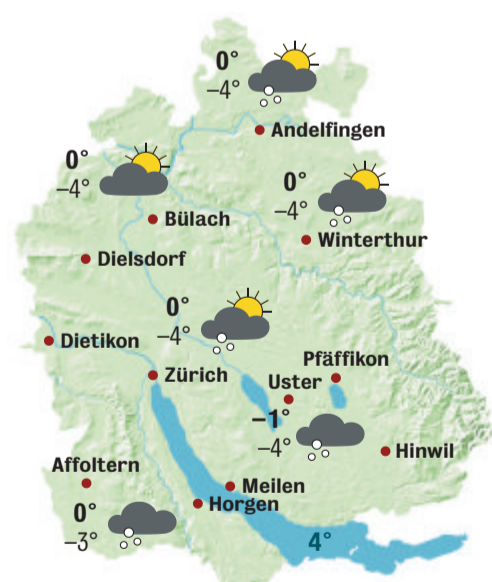 0°
–4°
Andelfingen
0°
–4°
Bülach
0°
–4°
Winterthur
Dielsdorf
0°
–4°
Dietikon
Zürich
Pfäffikon
Uster
–1°
–4°
Hinwil
Affoltern
0°
–3°
Meilen
Horgen
4°